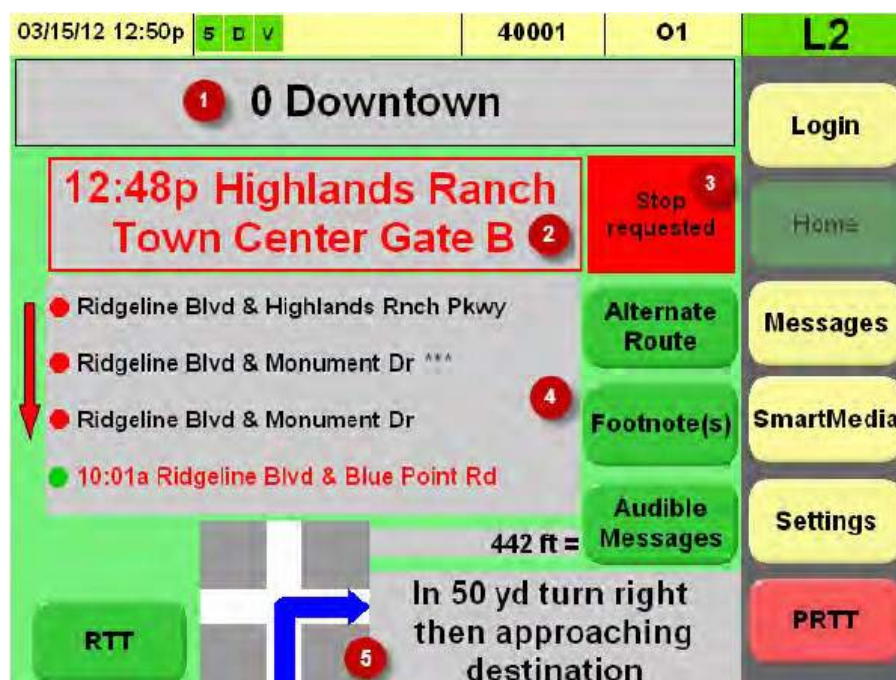 03/15/12 12:50p
5 D V
40001
O1
L2
1
0 Downtown
Login
12:48p Highlands Ranch
Town Center Gate B
2
3
Stop
requested
Home
Ridgeline Blvd & Highlands Rnch Pkwy
Ridgeline Blvd & Monument Dr ***
Ridgeline Blvd & Monument Dr
10:01a Ridgeline Blvd & Blue Point Rd
4
Alternate
Route
Messages
Footnote(s)
SmartMedia
Audible
Messages
442 ft =
Settings
RTT
5
In 50 yd turn right
then approaching
destination
PRTT